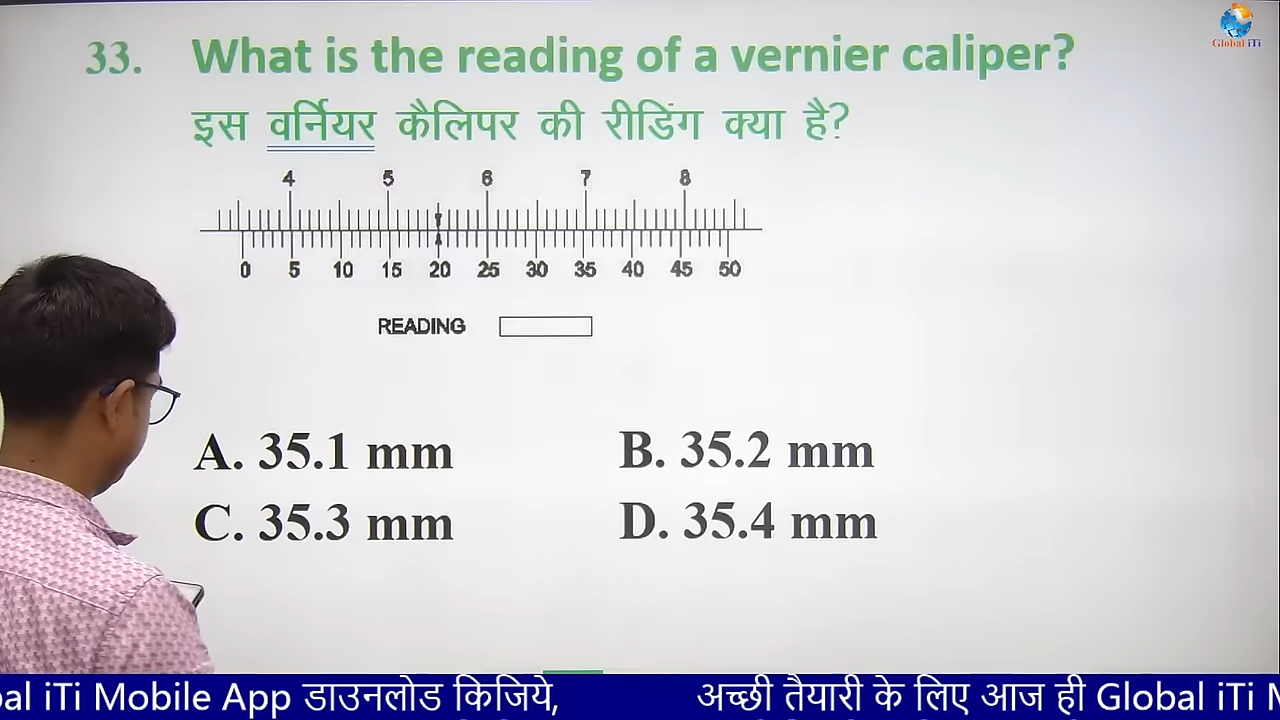 Global iTi
33. What is the reading of a vernier caliper?
इस वर्नियर कैलिपर की रीडिंग क्या है?
4 5 6 7 8
0 5 10 15 20 25 30 35 40 45 50
READING
A. 35.1 mm B. 35.2 mm
C. 35.3 mm D. 35.4 mm
iTi Mobile App डाउनलोड किजिये, अच्छी तैयारी के लिए आज ही Global iTi